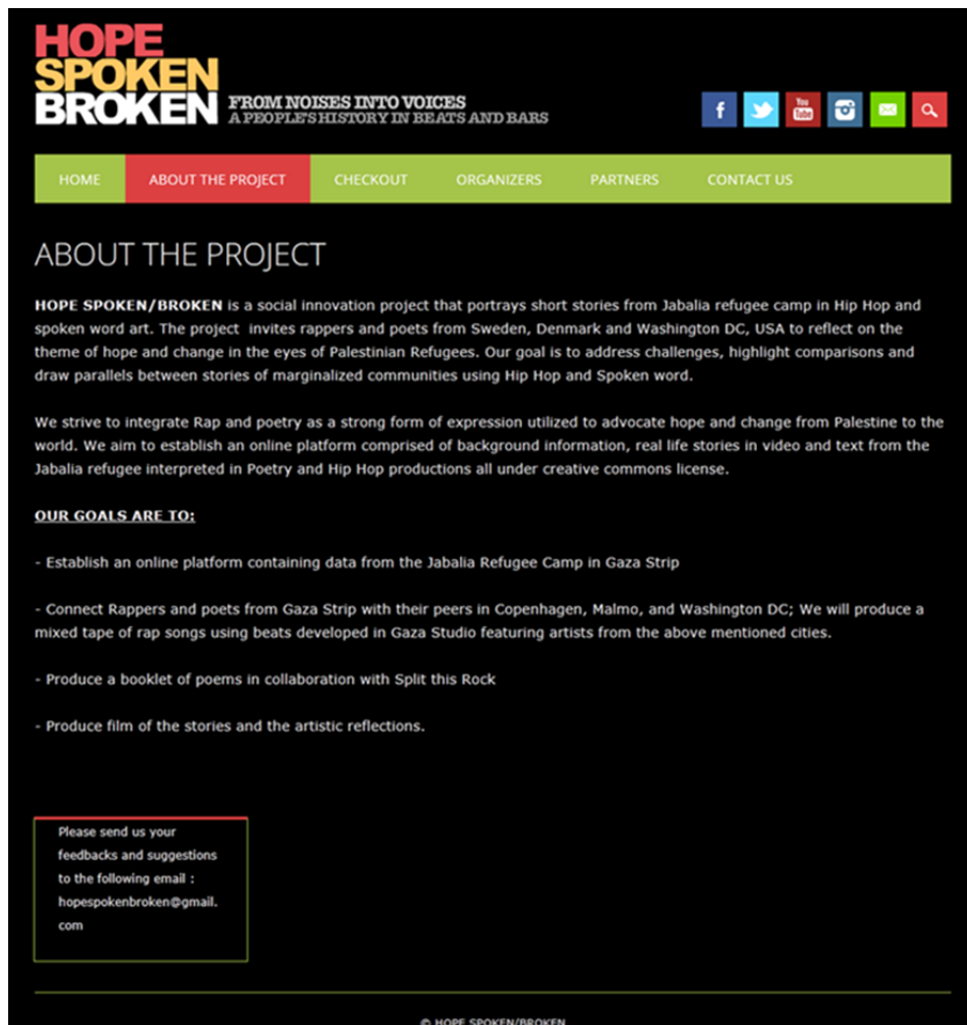 HOPE
SPOKEN
BROKEN
FROM NOISES INTO VOICES
A PEOPLE'S HISTORY IN BEATS AND BARS
f
You
Tube
HOME ABOUT THE PROJECT CHECKOUT ORGANIZERS PARTNERS CONTACT US
ABOUT THE PROJECT
HOPE SPOKEN/BROKEN is a social innovation project that portrays short stories from Jabalia refugee camp in Hip Hop and
spoken word art. The project invites rappers and poets from Sweden, Denmark and Washington DC, USA to reflect on the
theme of hope and change in the eyes of Palestinian Refugees. Our goal is to address challenges, highlight comparisons and
draw parallels between stories of marginalized communities using Hip Hop and Spoken word.
We strive to integrate Rap and poetry as a strong form of expression utilized to advocate hope and change from Palestine to the
world. We aim to establish an online platform comprised of background information, real life stories in video and text from the
Jabalia refugee interpreted in Poetry and Hip Hop productions all under creative commons license.
OUR GOALS ARE TO:
- Establish an online platform containing data from the Jabalia Refugee Camp in Gaza Strip
- Connect Rappers and poets from Gaza Strip with their peers in Copenhagen, Malmo, and Washington DC; We will produce a
mixed tape of rap songs using beats developed in Gaza Studio featuring artists from the above mentioned cities.
- Produce a booklet of poems in collaboration with Split this Rock
- Produce film of the stories and the artistic reflections.
Please send us your
feedbacks and suggestions
to the following email :
hopespokenbroken@gmail.
com
© HOPE SPOKEN/BROKEN